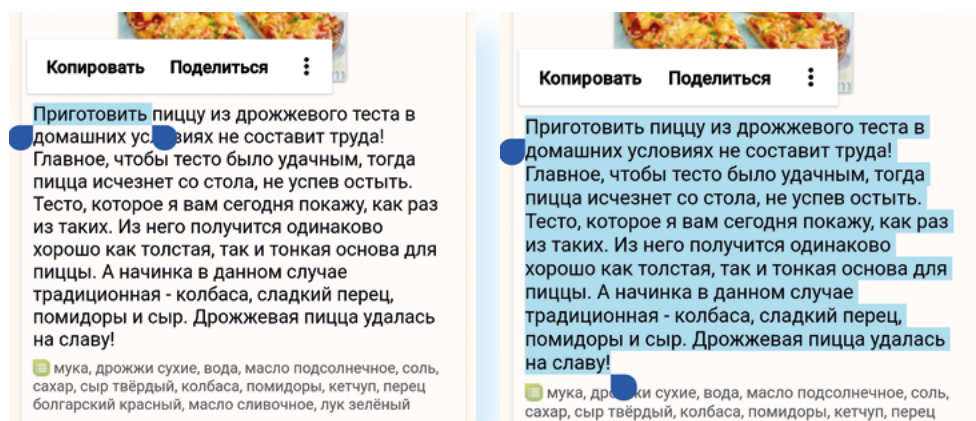 Копировать Поделиться
Приготовить пиццу из дрожжевого теста в
домашних не составит труда!
Главное, чтобы тесто было удачным, тогда
пицца исчезнет со стола, не успев остыть.
Тесто, которое я вам сегодня покажу, как раз
из таких. Из него получится одинаково
хорошо как толстая, так и тонкая основа для
пиццы. А начинка в данном случае
традиционная - колбаса, сладкий перец,
помидоры и сыр. Дрожжевая пицца удалась
на славу!
мука, дрожжи сухие, вода, масло подсолнечное, соль,
сахар, сыр твёрдый, колбаса, помидоры, кетчуп, перец
болгарский красный, масло сливочное, лук зелёный
Копировать Поделиться
Приготовить пиццу из дрожжевого теста в
домашних условиях не составит труда!
Главное, чтобы тесто было удачным, тогда
пицца исчезнет со стола, не успев остыть.
Тесто, которое я вам сегодня покажу, как раз
из таких. Из него получится одинаково
хорошо как толстая, так и тонкая основа для
пиццы. А начинка в данном случае
традиционная - колбаса, сладкий перец,
помидоры и сыр. Дрожжевая пицца удалась
на славу!
мука, сухие, вода, масло подсолнечное, соль,
сахар, сыр твёрдый, колбаса, помидоры, кетчуп, перец